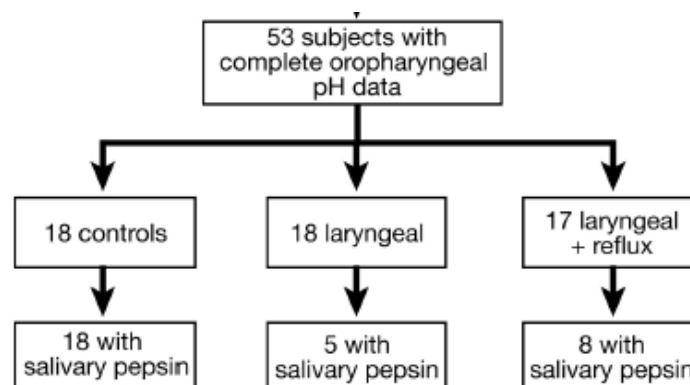 53 subjects with
complete oropharyngeal
pH data
18 controls
18 laryngeal
17 laryngeal
+ reflux
18 with
salivary pepsin
5 with
salivary pepsin
8 with
salivary pepsin